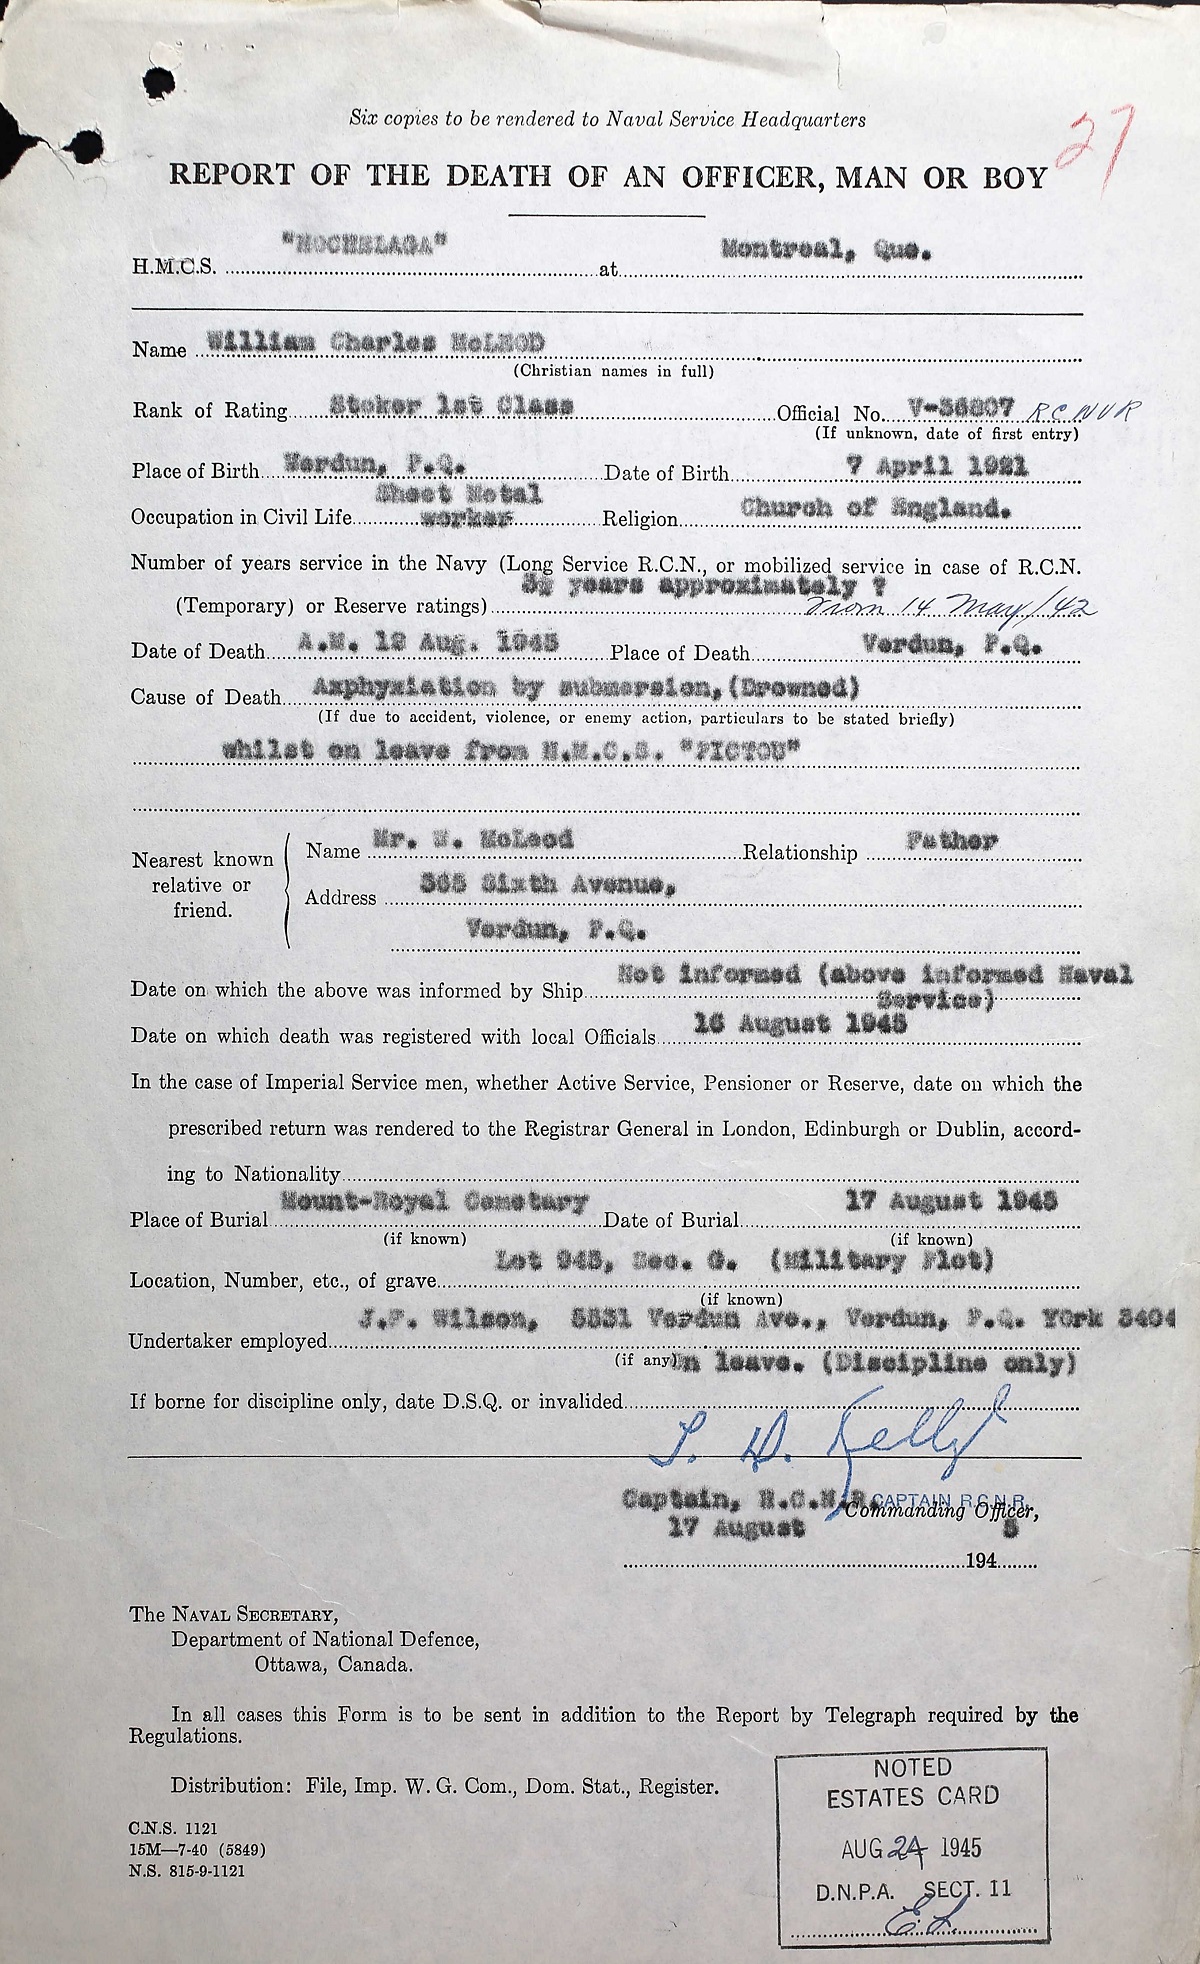 27
Six copies to be rendered to Naval Service Headquarters
REPORT OF THE DEATH OF AN OFFICER, MAN OR BOY
H.M.C.S. "HOCHELAGA" at Montreal, Que.
Name William Charles McLEOD
(Christian names in full)
Rank of Rating Stoker 1st Class Official No. V-36807 RCNVR
(If unknown, date of first entry)
Place of Birth Verdun, P.Q. Date of Birth 7 April 1921
Occupation in Civil Life Sheet Metal worker Religion Church of England.
Number of years service in the Navy (Long Service R.C.N., or mobilized service in case of R.C.N.
(Temporary) or Reserve ratings) 3½ years approximately ? from 14 May/42
Date of Death A.M. 12 Aug. 1945 Place of Death Verdun, P.Q.
Cause of Death Axphyxiation by submersion, (Drowned)
(If due to accident, violence, or enemy action, particulars to be stated briefly)
whilst on leave from H.M.C.S. "PICTOU"
Nearest known relative or friend.
Name Mr. W. McLeod Relationship Father
Address 365 Sixth Avenue,
Verdun, P.Q.
Date on which the above was informed by Ship Not informed (above informed Naval Service)
Date on which death was registered with local Officials 16 August 1945
In the case of Imperial Service men, whether Active Service, Pensioner or Reserve, date on which the
prescribed return was rendered to the Registrar General in London, Edinburgh or Dublin, accord-
ing to Nationality
Place of Burial Mount-Royal Cemetary Date of Burial 17 August 1945
(if known) (if known)
Location, Number, etc., of grave Lot 945, Sec. G. (Military Plot)
(if known)
Undertaker employed J.P. Wilson, 5831 Verdun Ave., Verdun, P.Q. YOrk 3404
(if any)
If borne for discipline only, date D.S.Q. or invalided On leave. (Discipline only)
Captain, R.C.N.R. CAPTAIN R.C.N.R.
Commanding Officer,
17 August 1945
The NAVAL SECRETARY,
Department of National Defence,
Ottawa, Canada.
In all cases this Form is to be sent in addition to the Report by Telegraph required by the
Regulations.
Distribution: File, Imp. W. G. Com., Dom. Stat., Register.
C.N.S. 1121
15M—7-40 (5849)
N.S. 815-9-1121
NOTED
ESTATES CARD
AUG 24 1945
D.N.P.A. SECT. 11